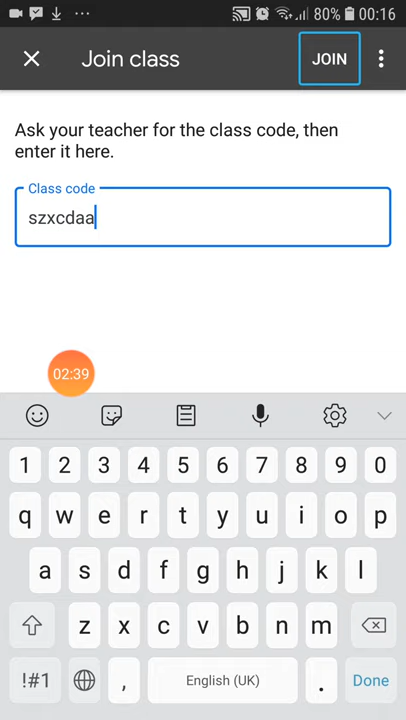 80% 00:16
Join class JOIN
Ask your teacher for the class code, then
enter it here.
Class code
szxcdaa
02:39
1 2 3 4 5 6 7 8 9 0
q w e r t y u i o p
a s d f g h j k l
z x c v b n m
!#1 , English (UK) . Done